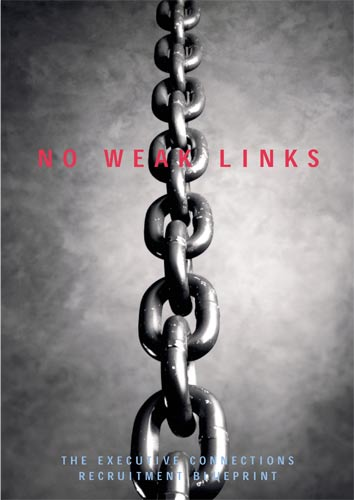 NO WEAK LINKS
THE EXECUTIVE CONNECTIONS
RECRUITMENT BLUEPRINT